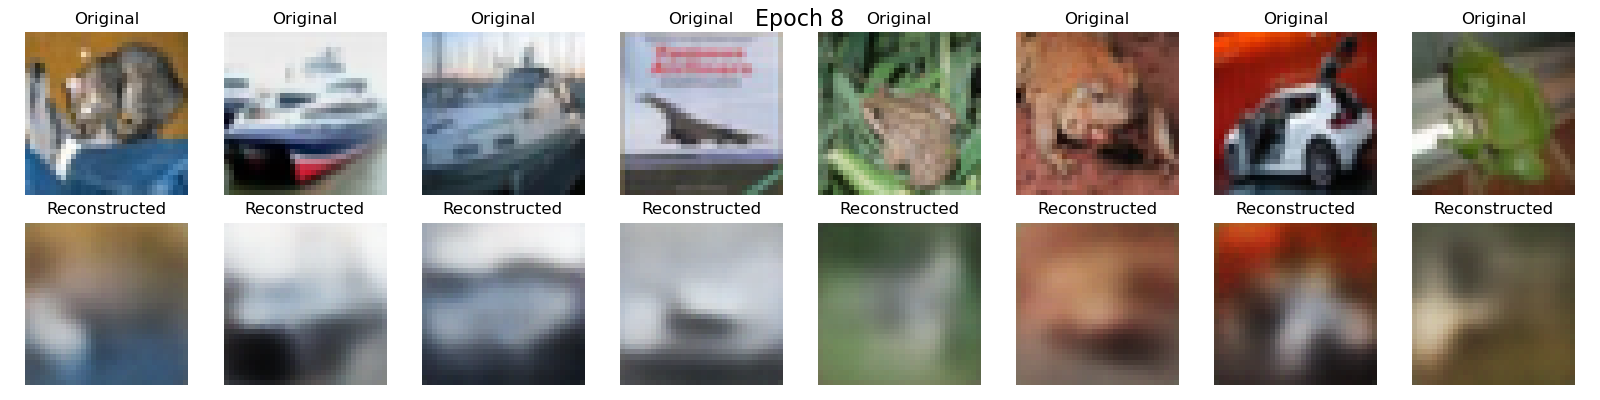 Epoch 8
Original Original Original Original Original Original Original Original
Reconstructed Reconstructed Reconstructed Reconstructed Reconstructed Reconstructed Reconstructed Reconstructed